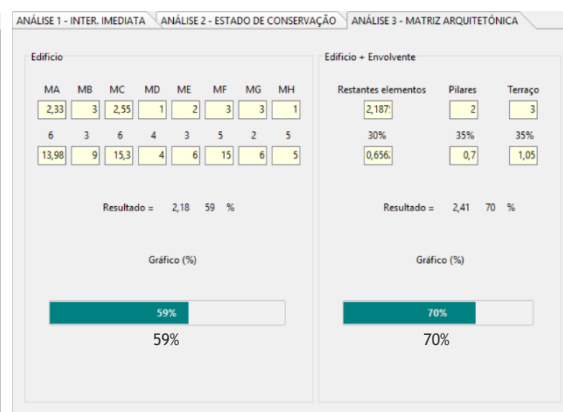 ANÁLISE 1 - INTER. IMEDIATA ANÁLISE 2 - ESTADO DE CONSERVAÇÃO ANÁLISE 3 - MATRIZ ARQUITETÓNICA
Edificio
MA MB MC MD ME MF MG MH
2,33 3 2,55 1 2 3 3 1
6 3 6 4 3 5 2 5
13,98 9 15,3 4 6 15 6 5
Resultado = 2,18 59 %
Gráfico (%)
59%
59%
Edificio + Envolvente
Restantes elementos Pilares Terraço
2,187 2 3
30% 35% 35%
0,656 0,7 1,05
Resultado = 2,41 70 %
Gráfico (%)
70%
70%